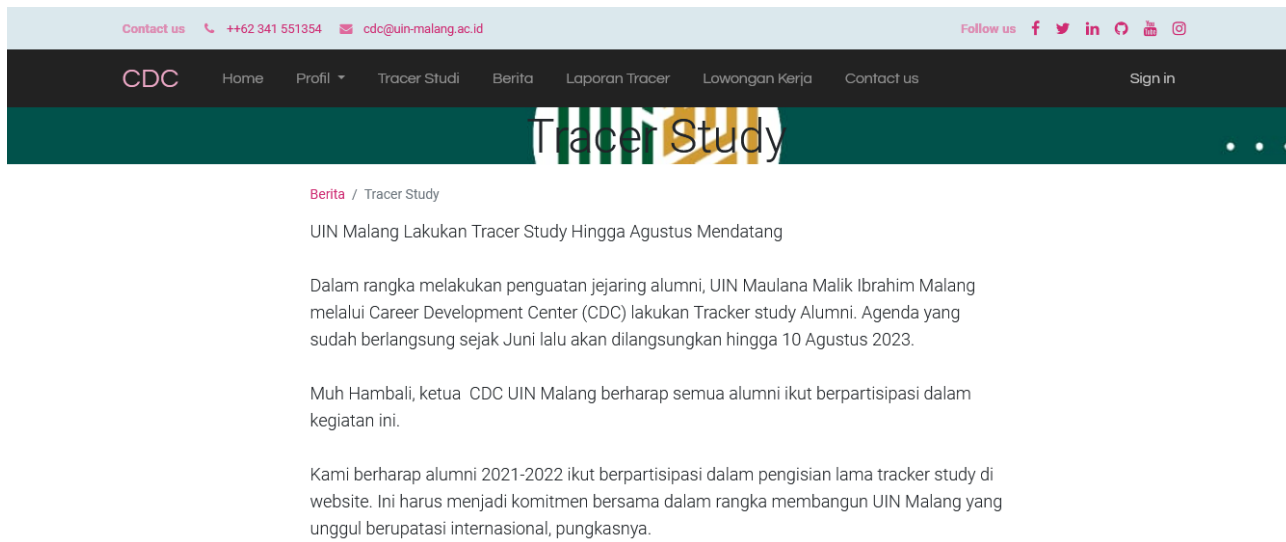 Contact us ++62 341 551354 cdc@uin-malang.ac.id Follow us
CDC Home Profil Tracer Studi Berita Laporan Tracer Lowongan Kerja Contact us Sign in
Tracer Study
Berita / Tracer Study
UIN Malang Lakukan Tracer Study Hingga Agustus Mendatang
Dalam rangka melakukan penguatan jejaring alumni, UIN Maulana Malik Ibrahim Malang
melalui Career Development Center (CDC) lakukan Tracker study Alumni. Agenda yang
sudah berlangsung sejak Juni lalu akan dilangsungkan hingga 10 Agustus 2023.
Muh Hambali, ketua  CDC UIN Malang berharap semua alumni ikut berpartisipasi dalam
kegiatan ini.
Kami berharap alumni 2021-2022 ikut berpartisipasi dalam pengisian lama tracker study di
website. Ini harus menjadi komitmen bersama dalam rangka membangun UIN Malang yang
unggul berupatasi internasional, pungkasnya.